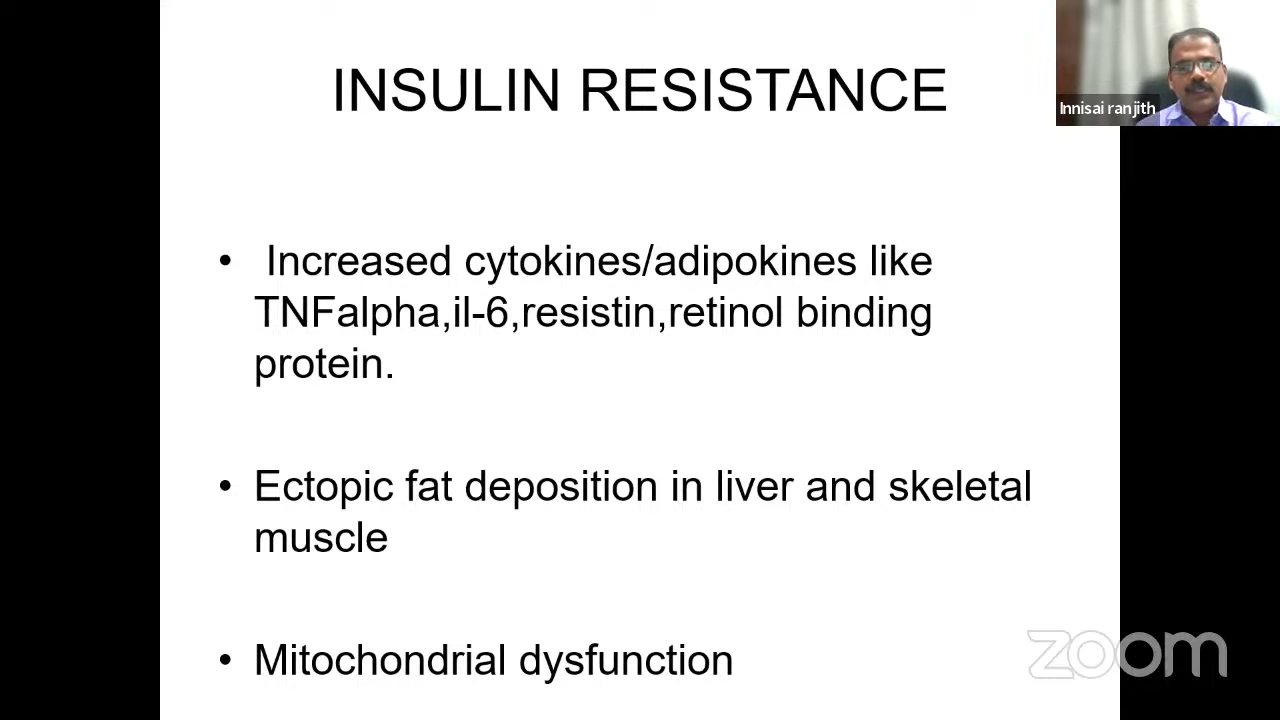 INSULIN RESISTANCE
Innisai ranjith
• Increased cytokines/adipokines like
TNFalpha,il-6,resistin,retinol binding
protein.
• Ectopic fat deposition in liver and skeletal
muscle
• Mitochondrial dysfunction
zoom